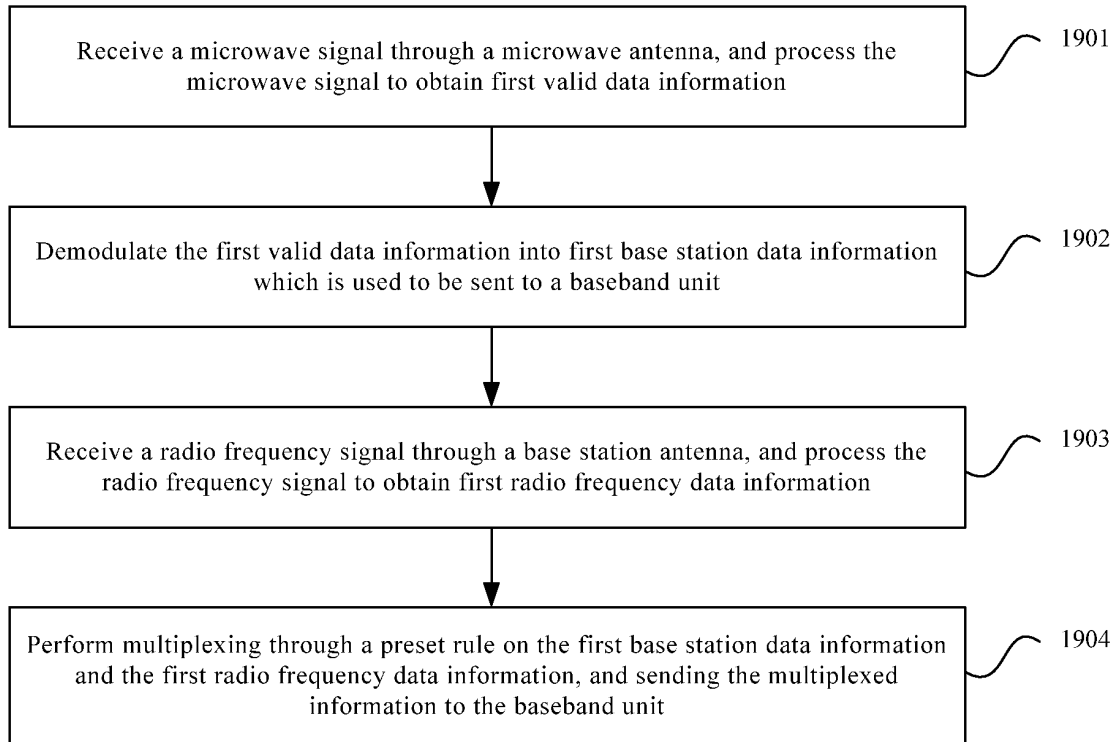 Receive a microwave signal through a microwave antenna, and process the
microwave signal to obtain first valid data information
1901
Demodulate the first valid data information into first base station data information
which is used to be sent to a baseband unit
1902
Receive a radio frequency signal through a base station antenna, and process the
radio frequency signal to obtain first radio frequency data information
1903
Perform multiplexing through a preset rule on the first base station data information
and the first radio frequency data information, and sending the multiplexed
information to the baseband unit
1904